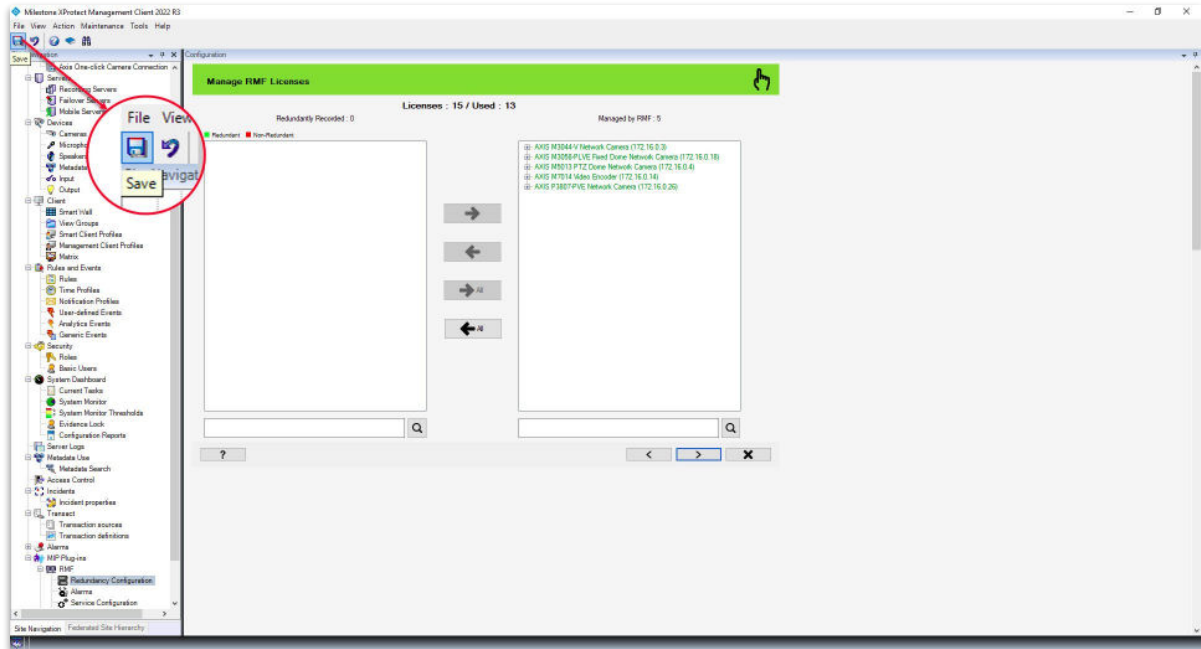 Milestone XProtect Management Client 2022 R3
File View Action Maintenance Tools Help
Save
Configuration
Axis One-click Camera Connection
Servers
Recording Servers
Failover Servers
Mobile Servers
Devices
Cameras
Microphones
Speakers
Metadata
Input
Output
Client
Smart Wall
View Groups
Smart Client Profiles
Management Client Profiles
Matrix
Rules and Events
Rules
Time Profiles
Notification Profiles
User-defined Events
Analytics Events
Generic Events
Security
Roles
Basic Users
System Dashboard
Current Tasks
System Monitor
System Monitor Thresholds
Evidence Lock
Configuration Reports
Server Logs
Metadata Use
Metadata Search
Access Control
Incidents
Incident properties
Transact
Transaction sources
Transaction definitions
Alarms
MIP Plug-ins
RMF
Redundancy Configuration
Alarms
Service Configuration
Site Navigation Federated Site Hierarchy
File View
Save
Manage RMF Licenses
Licenses : 15 / Used : 13
Redundantly Recorded : 0
Redundant Non-Redundant
Managed by RMF : 5
AXIS M3044-V Network Camera (172.16.0.3)
AXIS M3058-PLVE Fixed Dome Network Camera (172.16.0.18)
AXIS M5013 PTZ Dome Network Camera (172.16.0.4)
AXIS M7014 Video Encoder (172.16.0.14)
AXIS P3807-PVE Network Camera (172.16.0.26)
All
All
?
< > X